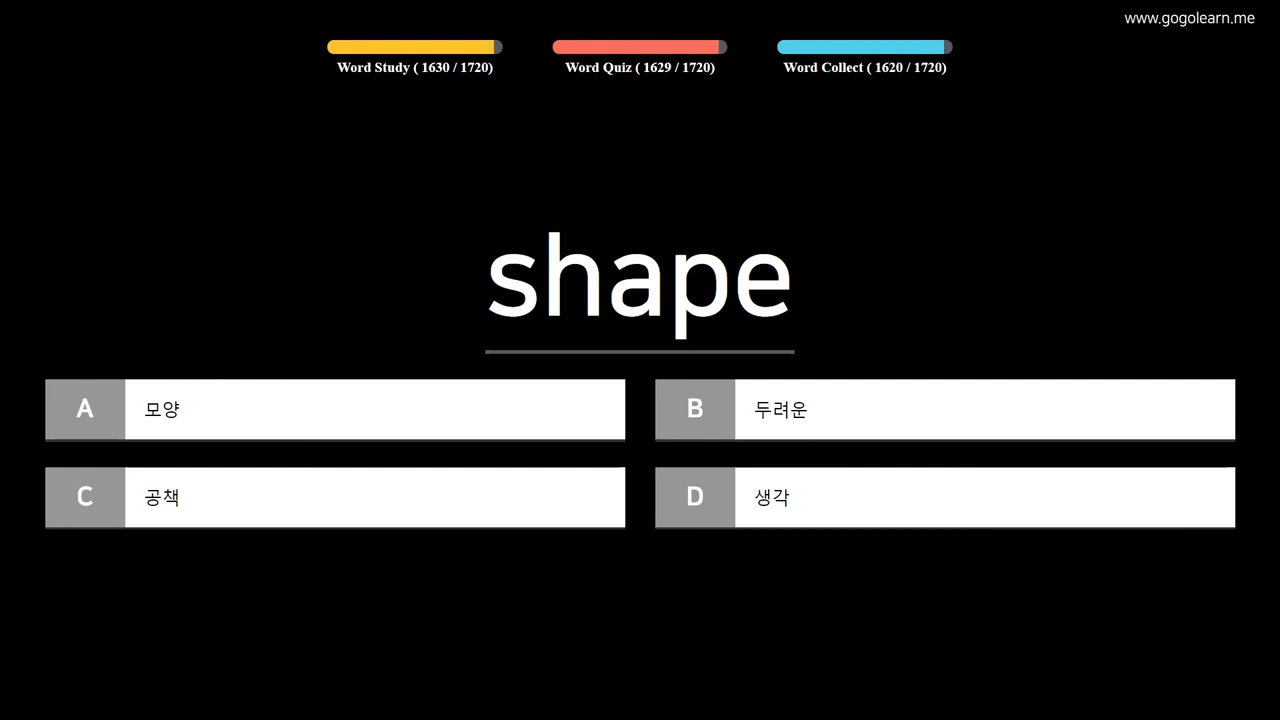 www.gogolearn.me
Word Study ( 1630 / 1720)
Word Quiz ( 1629 / 1720)
Word Collect ( 1620 / 1720)
shape
A 모양
B 두려운
C 공책
D 생각